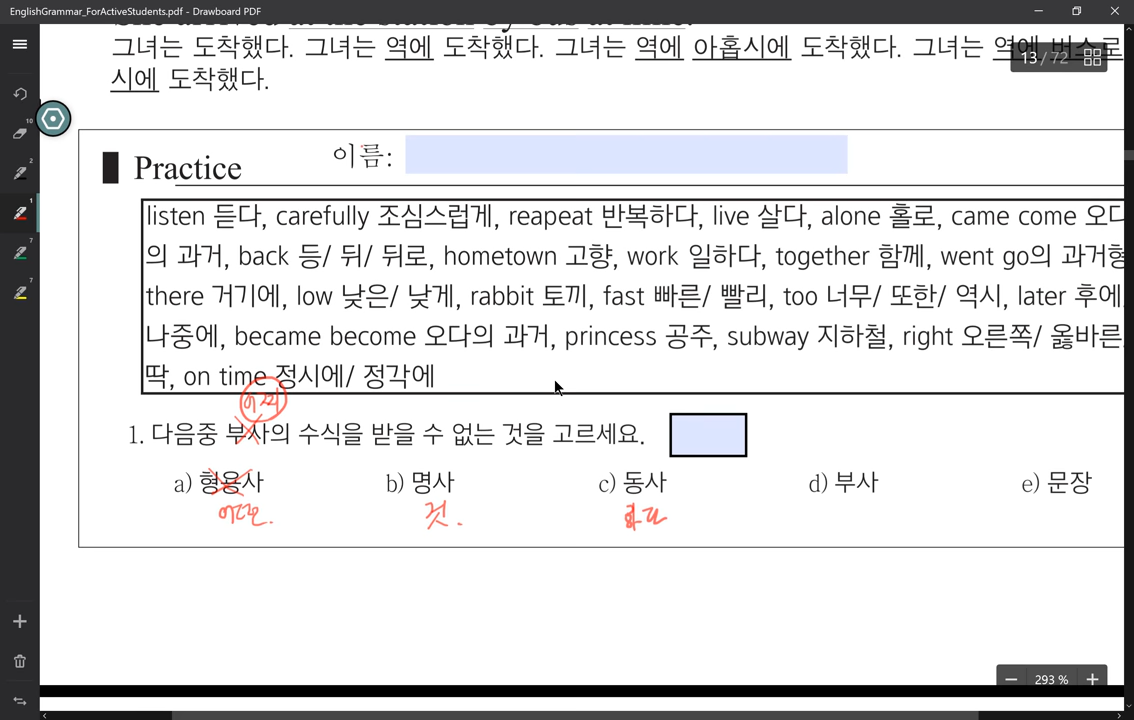 EnglishGrammar_ForActiveStudents.pdf - Drawboard PDF
그녀는 도착했다. 그녀는 역에 도착했다. 그녀는 역에 아홉시에 도착했다. 그녀는 역에 버스로
시에 도착했다.
13 / 72
10
2
1
7
7
Practice
이름:
listen 듣다, carefully 조심스럽게, reapeat 반복하다, live 살다, alone 홀로, came come 오다
의 과거, back 등/ 뒤/ 뒤로, hometown 고향, work 일하다, together 함께, went go의 과거형
there 거기에, low 낮은/ 낮게, rabbit 토끼, fast 빠른/ 빨리, too 너무/ 또한/ 역시, later 후에
나중에, became become 오다의 과거, princess 공주, subway 지하철, right 오른쪽/ 옳바른
딱, on time 정시에/ 정각에
1. 다음중 부사의 수식을 받을 수 없는 것을 고르세요.
a) 형용사 b) 명사 c) 동사 d) 부사 e) 문장
어떠한. 것. 하다
293 %